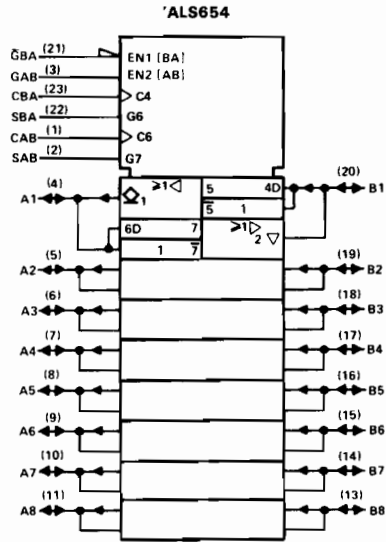 'ALS654
G̅BA (21) EN1 [BA]
GAB (3) EN2 [AB]
CBA (23) C4
SBA (22) G6
CAB (1) C6
SAB (2) G7
(4) (20)
A1 1 ≥1 5 4D B1
5̅ 1
6D 7 ≥1
1 7̅ 2
(5) (19)
A2 B2
(6) (18)
A3 B3
(7) (17)
A4 B4
(8) (16)
A5 B5
(9) (15)
A6 B6
(10) (14)
A7 B7
(11) (13)
A8 B8